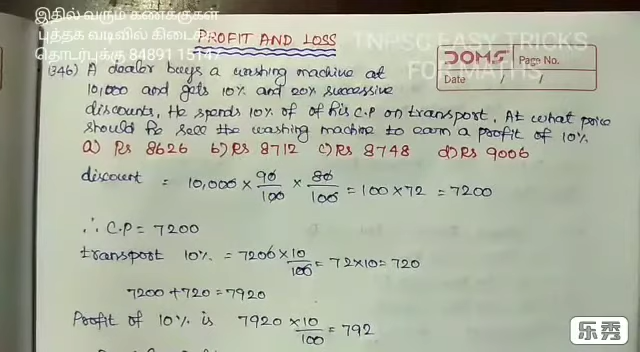 இதில் வரும் கணக்குகள்
புத்தக வடிவில் கிடைக்
தொடர்புக்கு 84891 15147
TNPSC EASY TRICKS
FOR MATHS
PROFIT AND LOSS
DOMS Page No.
Date / /
(346) A dealer buys a washing machine at
10,000 and gets 10% and 20% successive
discounts. He spends 10% of of his C.P on transport. At what price
should he sell the washing machine to earn a profit of 10%
a) Rs 8626 b) Rs 8712 c) Rs 8748 d) Rs 9006
discount = 10,000 × 90/100 × 80/100 = 100 × 72 = 7200
∴ C.P = 7200
transport 10% = 7200 × 10/100 = 72×10 = 720
7200 + 720 = 7920
Profit of 10% is 7920 × 10/100 = 792
乐秀